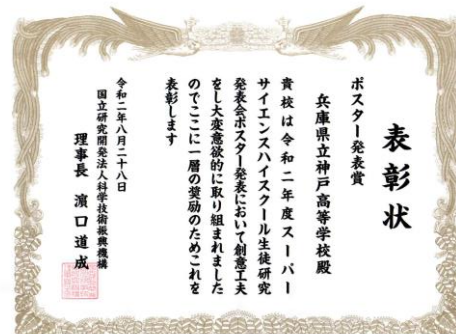 表彰状
ポスター発表賞
兵庫県立神戸高等学校殿
貴校は令和二年度スーパー
サイエンスハイスクール生徒研究
発表会ポスター発表において創意工夫
をし大変意欲的に取り組まれました
のでここに一層の奨励のためこれを
表彰します
令和二年八月二十八日
国立研究開発法人科学技術振興機構
理事長 濵口道成